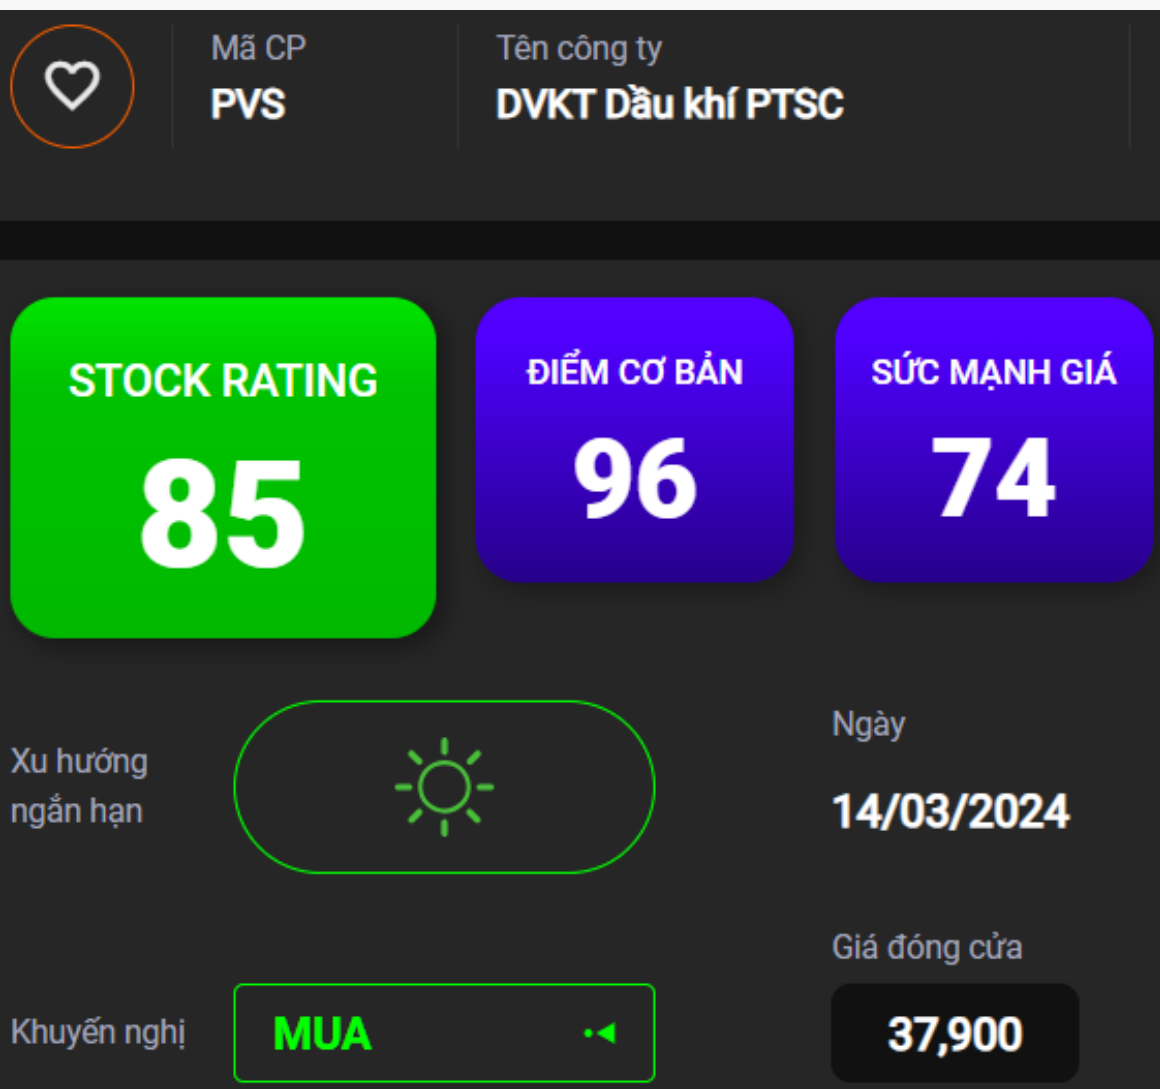 Mã CP
PVS
Tên công ty
DVKT Dầu khí PTSC
STOCK RATING
85
ĐIỂM CƠ BẢN
96
SỨC MẠNH GIÁ
74
Xu hướng
ngắn hạn
Ngày
14/03/2024
Khuyến nghị
MUA
Giá đóng cửa
37,900